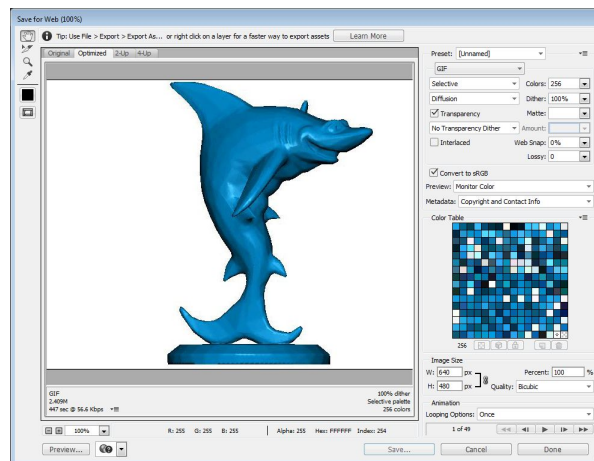 Save for Web (100%)
Tip: Use File > Export > Export As... or right click on a layer for a faster way to export assets
Learn More
Original Optimized 2-Up 4-Up
Preset: [Unnamed]
GIF
Selective Colors: 256
Diffusion Dither: 100%
Transparency Matte:
No Transparency Dither Amount:
Interlaced Web Snap: 0%
Lossy: 0
Convert to sRGB
Preview: Monitor Color
Metadata: Copyright and Contact Info
Color Table
256
Image Size
W: 640 px Percent: 100 %
H: 480 px Quality: Bicubic
Animation
Looping Options: Once
1 of 49
GIF 100% dither
2.409M Selective palette
447 sec @ 56.6 Kbps 256 colors
100% R: 255 G: 255 B: 255 Alpha: 255 Hex: FFFFFF Index: 254
Preview... Save... Cancel Done